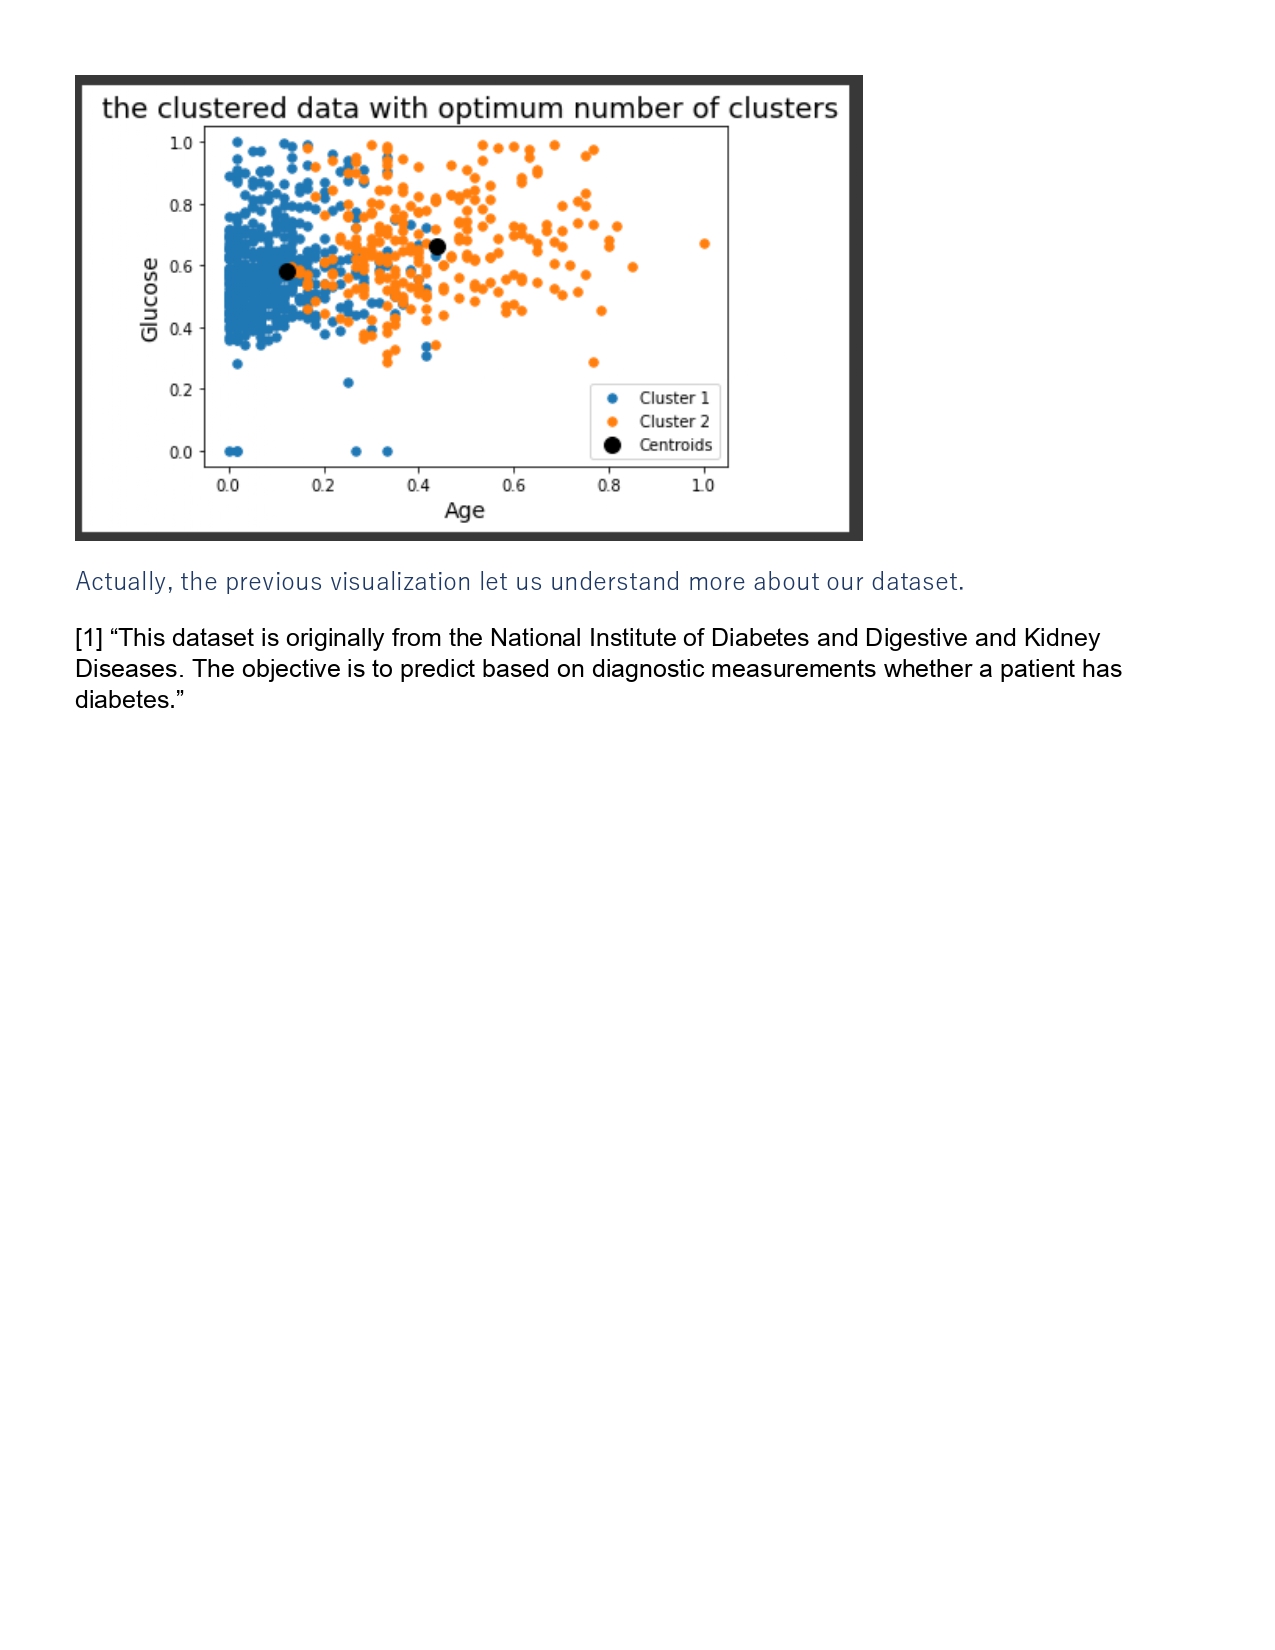 the clustered data with optimum number of clusters
1.0
0.8
0.6
0.4
0.2
0.0
Glucose
Cluster 1
Cluster 2
Centroids
0.0 0.2 0.4 0.6 0.8 1.0
Age
Actually, the previous visualization let us understand more about our dataset.
[1] “This dataset is originally from the National Institute of Diabetes and Digestive and Kidney
Diseases. The objective is to predict based on diagnostic measurements whether a patient has
diabetes.”